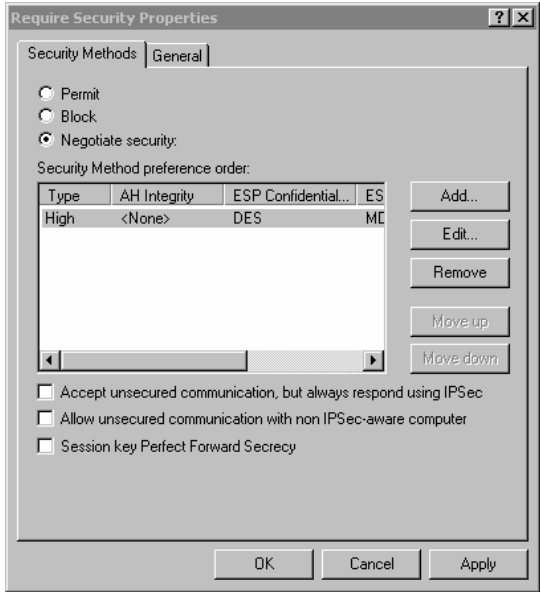 Require Security Properties
Security Methods General
Permit
Block
Negotiate security:
Security Method preference order:
Type AH Integrity ESP Confidential... ES
High <None> DES MD
Add...
Edit...
Remove
Move up
Move down
Accept unsecured communication, but always respond using IPSec
Allow unsecured communication with non IPSec-aware computer
Session key Perfect Forward Secrecy
OK Cancel Apply